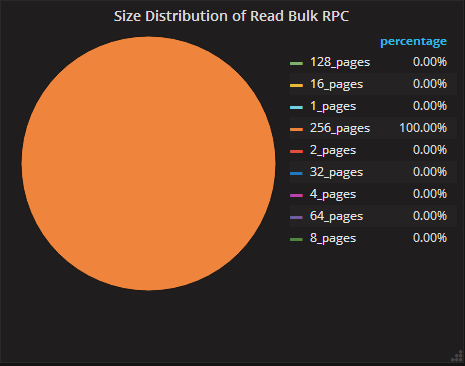 Size Distribution of Read Bulk RPC
percentage
128_pages 0.00%
16_pages 0.00%
1_pages 0.00%
256_pages 100.00%
2_pages 0.00%
32_pages 0.00%
4_pages 0.00%
64_pages 0.00%
8_pages 0.00%